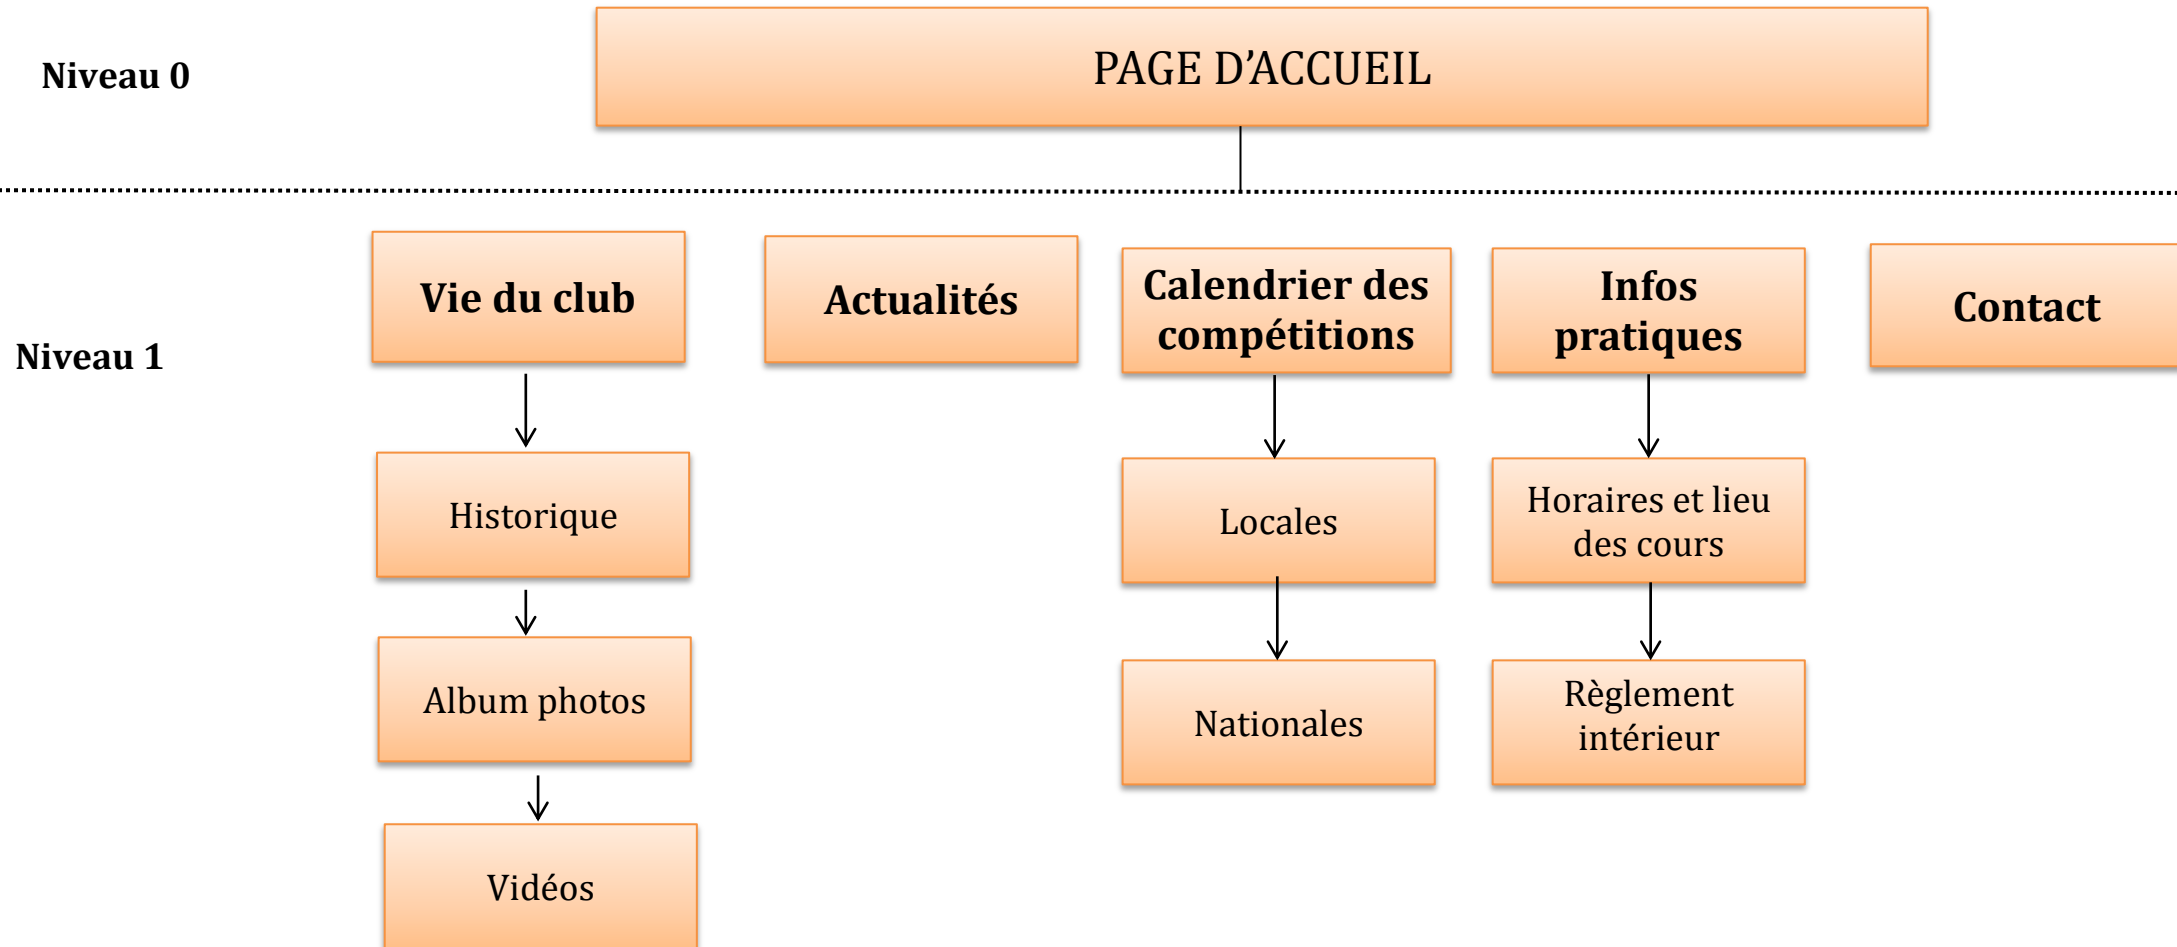 Niveau 0
PAGE D’ACCUEIL
Niveau 1
Vie du club
Actualités
Calendrier des
compétitions
Infos
pratiques
Contact
Historique
Locales
Horaires et lieu
des cours
Album photos
Nationales
Règlement
intérieur
Vidéos